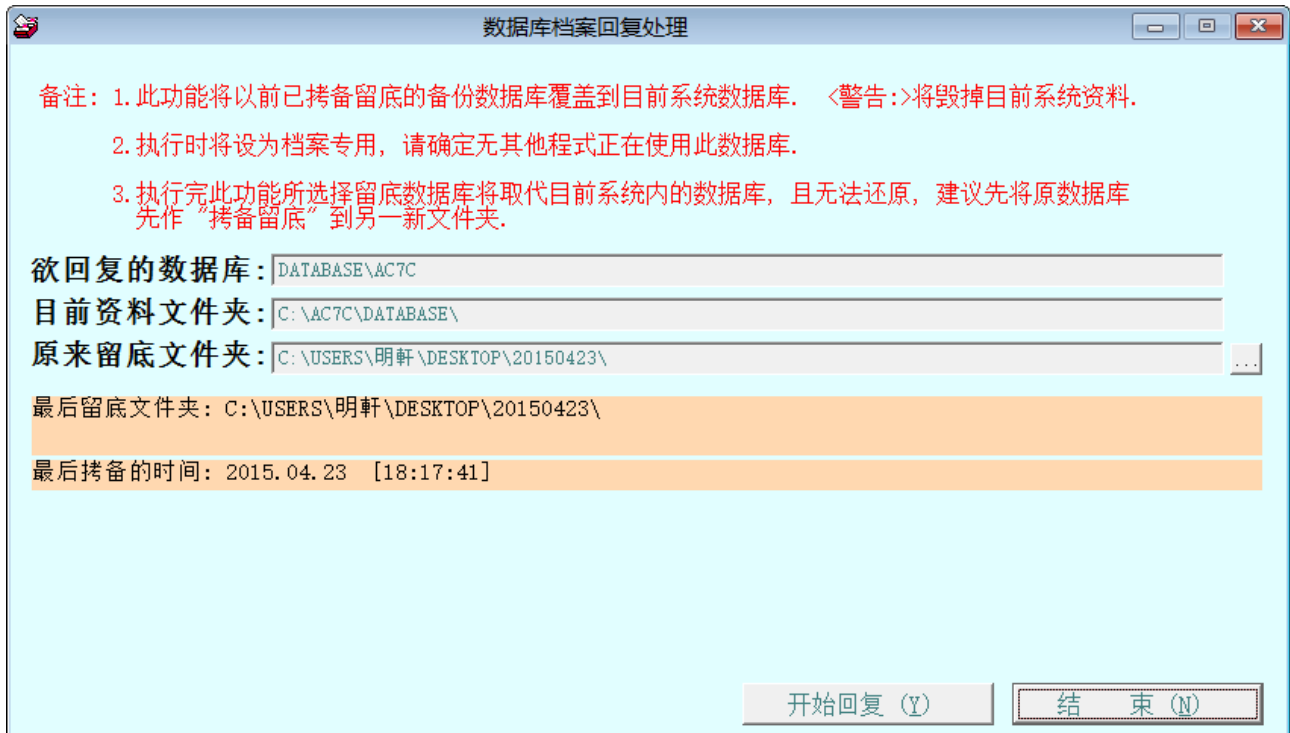 数据库档案回复处理
备注: 1.此功能将以前已拷备留底的备份数据库覆盖到目前系统数据库. <警告:>将毁掉目前系统资料.
2.执行时将设为档案专用, 请确定无其他程式正在使用此数据库.
3.执行完此功能所选择留底数据库将取代目前系统内的数据库, 且无法还原, 建议先将原数据库
先作“拷备留底”到另一新文件夹.
欲回复的数据库: DATABASE\AC7C
目前资料文件夹: C:\AC7C\DATABASE\
原来留底文件夹: C:\USERS\明軒\DESKTOP\20150423\ ...
最后留底文件夹: C:\USERS\明軒\DESKTOP\20150423\
最后拷备的时间: 2015.04.23 [18:17:41]
开始回复 (Y) 结 束 (N)